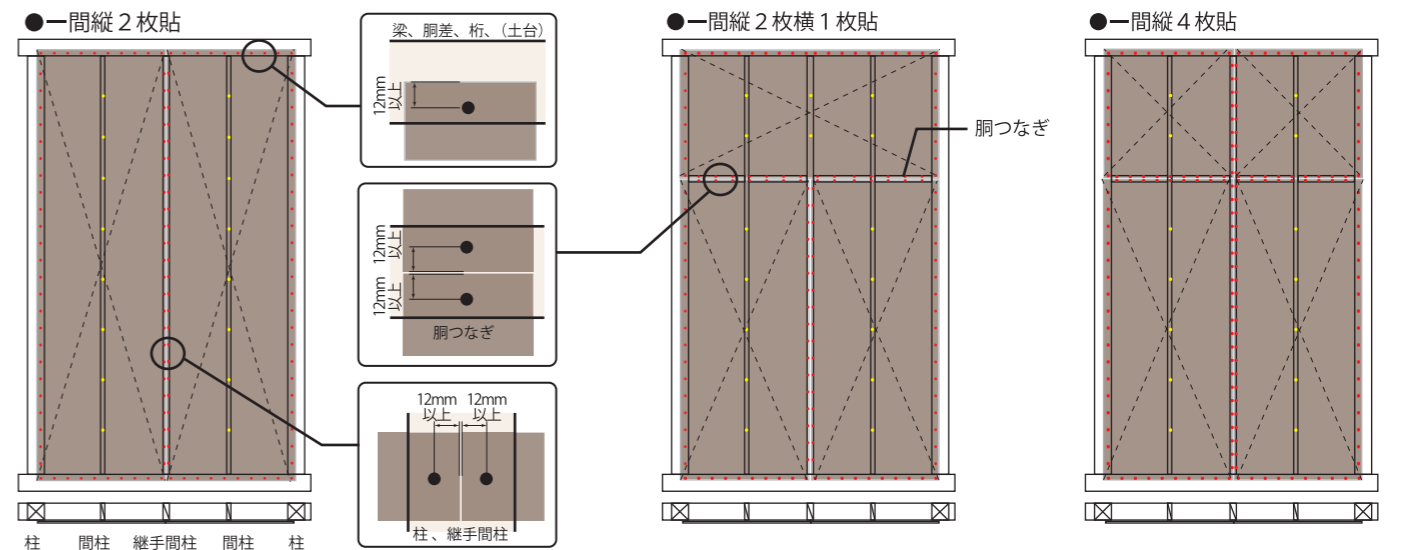 ●一間縦２枚貼
梁、胴差、桁、（土台）
12mm
以上
12mm
以上
12mm
以上
胴つなぎ
12mm
以上
12mm
以上
柱 、継手間柱
柱
間柱
継手間柱
間柱
柱
●一間縦２枚横１枚貼
胴つなぎ
●一間縦４枚貼